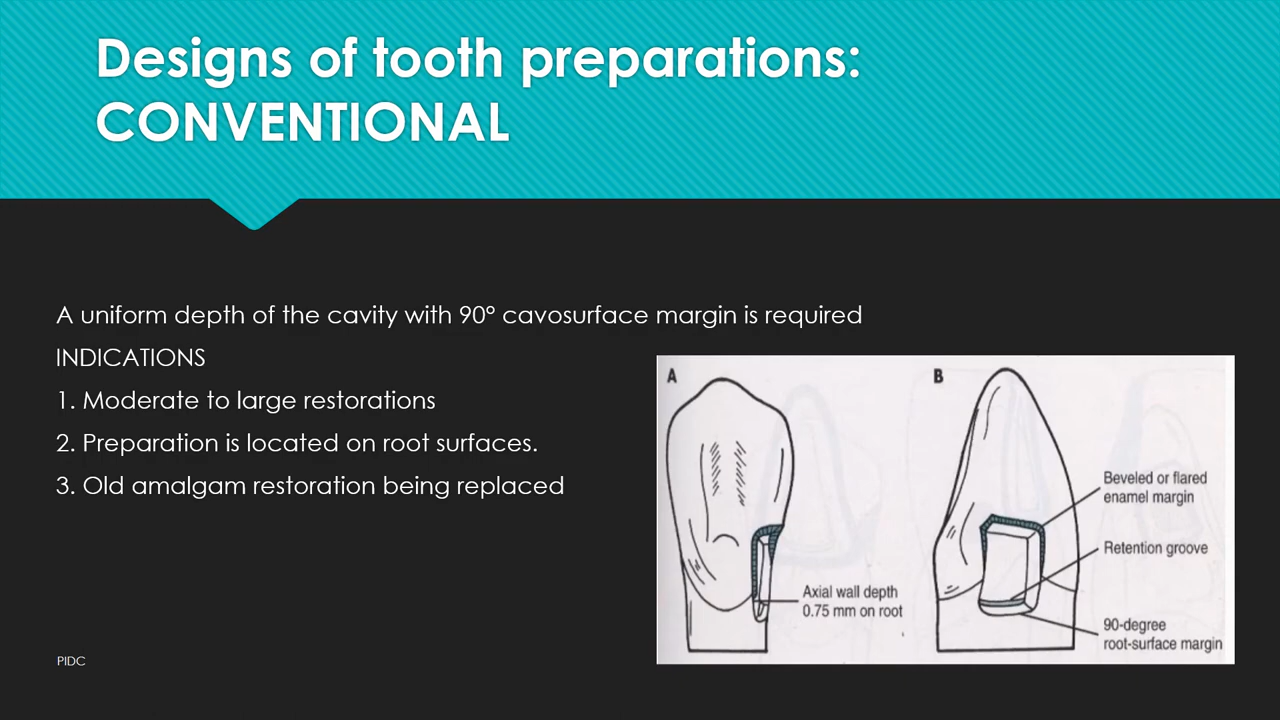 Designs of tooth preparations:
CONVENTIONAL
A uniform depth of the cavity with 90° cavosurface margin is required
INDICATIONS
1. Moderate to large restorations
2. Preparation is located on root surfaces.
3. Old amalgam restoration being replaced
A
B
Beveled or flared
enamel margin
Retention groove
Axial wall depth
0.75 mm on root
90-degree
root-surface margin
PIDC